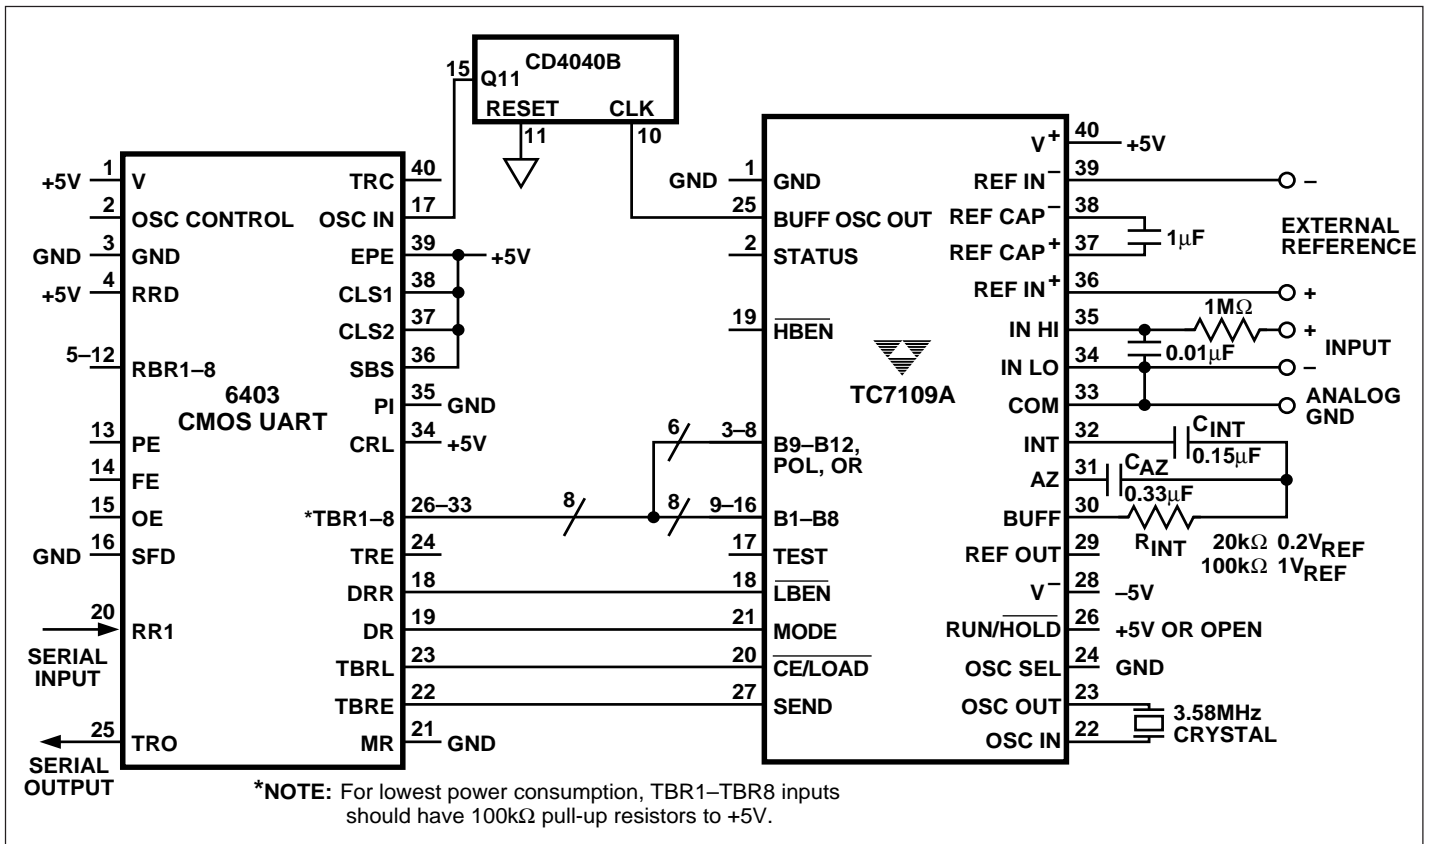 CD4040B
15 Q11
RESET CLK
11 10
6403
CMOS UART
+5V 1 V
2 OSC CONTROL
GND 3 GND
+5V 4 RRD
5–12 RBR1–8
13 PE
14 FE
15 OE
GND 16 SFD
20 RR1
SERIAL
INPUT
25 TRO
SERIAL
OUTPUT
TRC 40
OSC IN 17
EPE 39 +5V
CLS1 38
CLS2 37
SBS 36
PI 35 GND
CRL 34 +5V
*TBR1–8 26–33 8
TRE 24
DRR 18
DR 19
TBRL 23
TBRE 22
MR 21 GND
TC7109A
GND 1 GND
25 BUFF OSC OUT
2 STATUS
19 HBEN
6 3–8 B9–B12,
POL, OR
8 9–16 B1–B8
17 TEST
18 LBEN
21 MODE
20 CE/LOAD
27 SEND
V+ 40 +5V
REF IN– 39 –
REF CAP– 38
1µF
REF CAP+ 37
EXTERNAL
REFERENCE
REF IN+ 36 +
IN HI 35 1MΩ +
0.01µF
INPUT
IN LO 34 –
COM 33 ANALOG
GND
INT 32 CINT
0.15µF
AZ 31 CAZ
0.33µF
BUFF 30 RINT
20kΩ 0.2VREF
100kΩ 1VREF
REF OUT 29
V– 28 –5V
RUN/HOLD 26 +5V OR OPEN
OSC SEL 24 GND
OSC OUT 23
OSC IN 22
3.58MHz
CRYSTAL
*NOTE: For lowest power consumption, TBR1–TBR8 inputs
should have 100kΩ pull-up resistors to +5V.